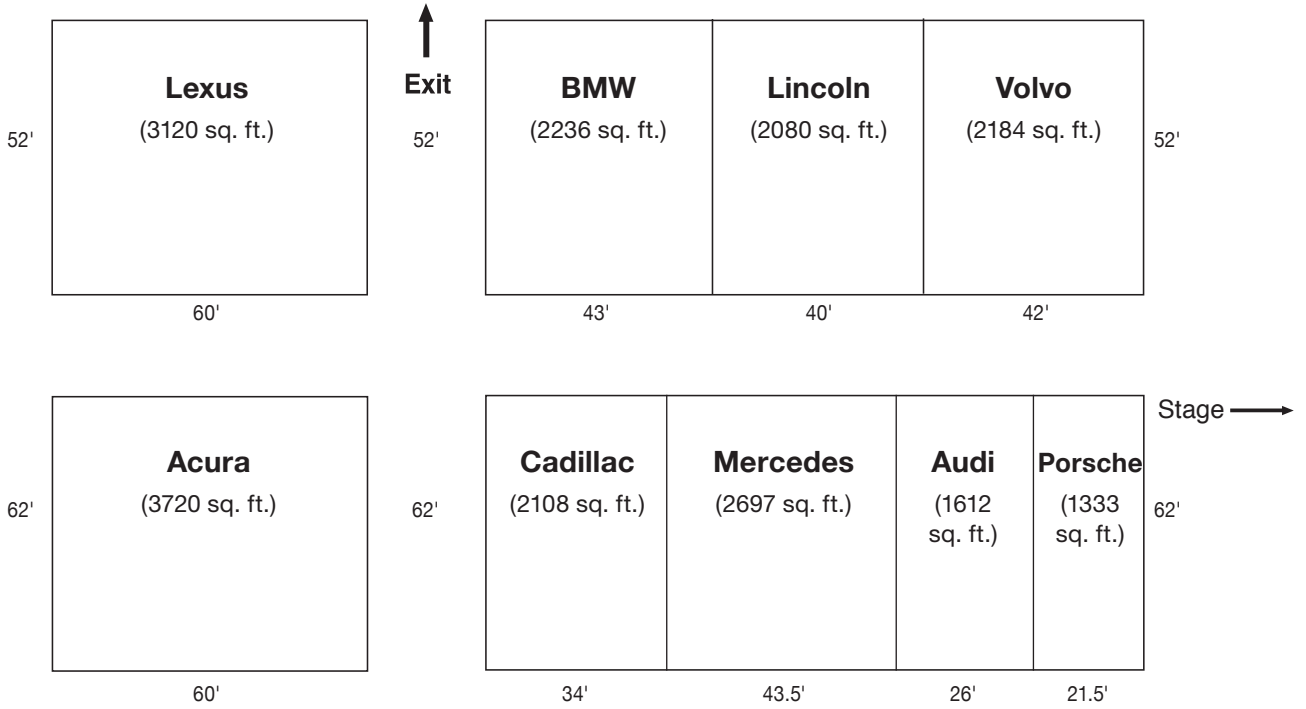 Exit
Lexus
(3120 sq. ft.)
52'
60'
52'
BMW
(2236 sq. ft.)
43'
Lincoln
(2080 sq. ft.)
40'
Volvo
(2184 sq. ft.)
42'
52'
Acura
(3720 sq. ft.)
62'
60'
62'
Cadillac
(2108 sq. ft.)
34'
Mercedes
(2697 sq. ft.)
43.5'
Audi
(1612
sq. ft.)
26'
Porsche
(1333
sq. ft.)
21.5'
62'
Stage